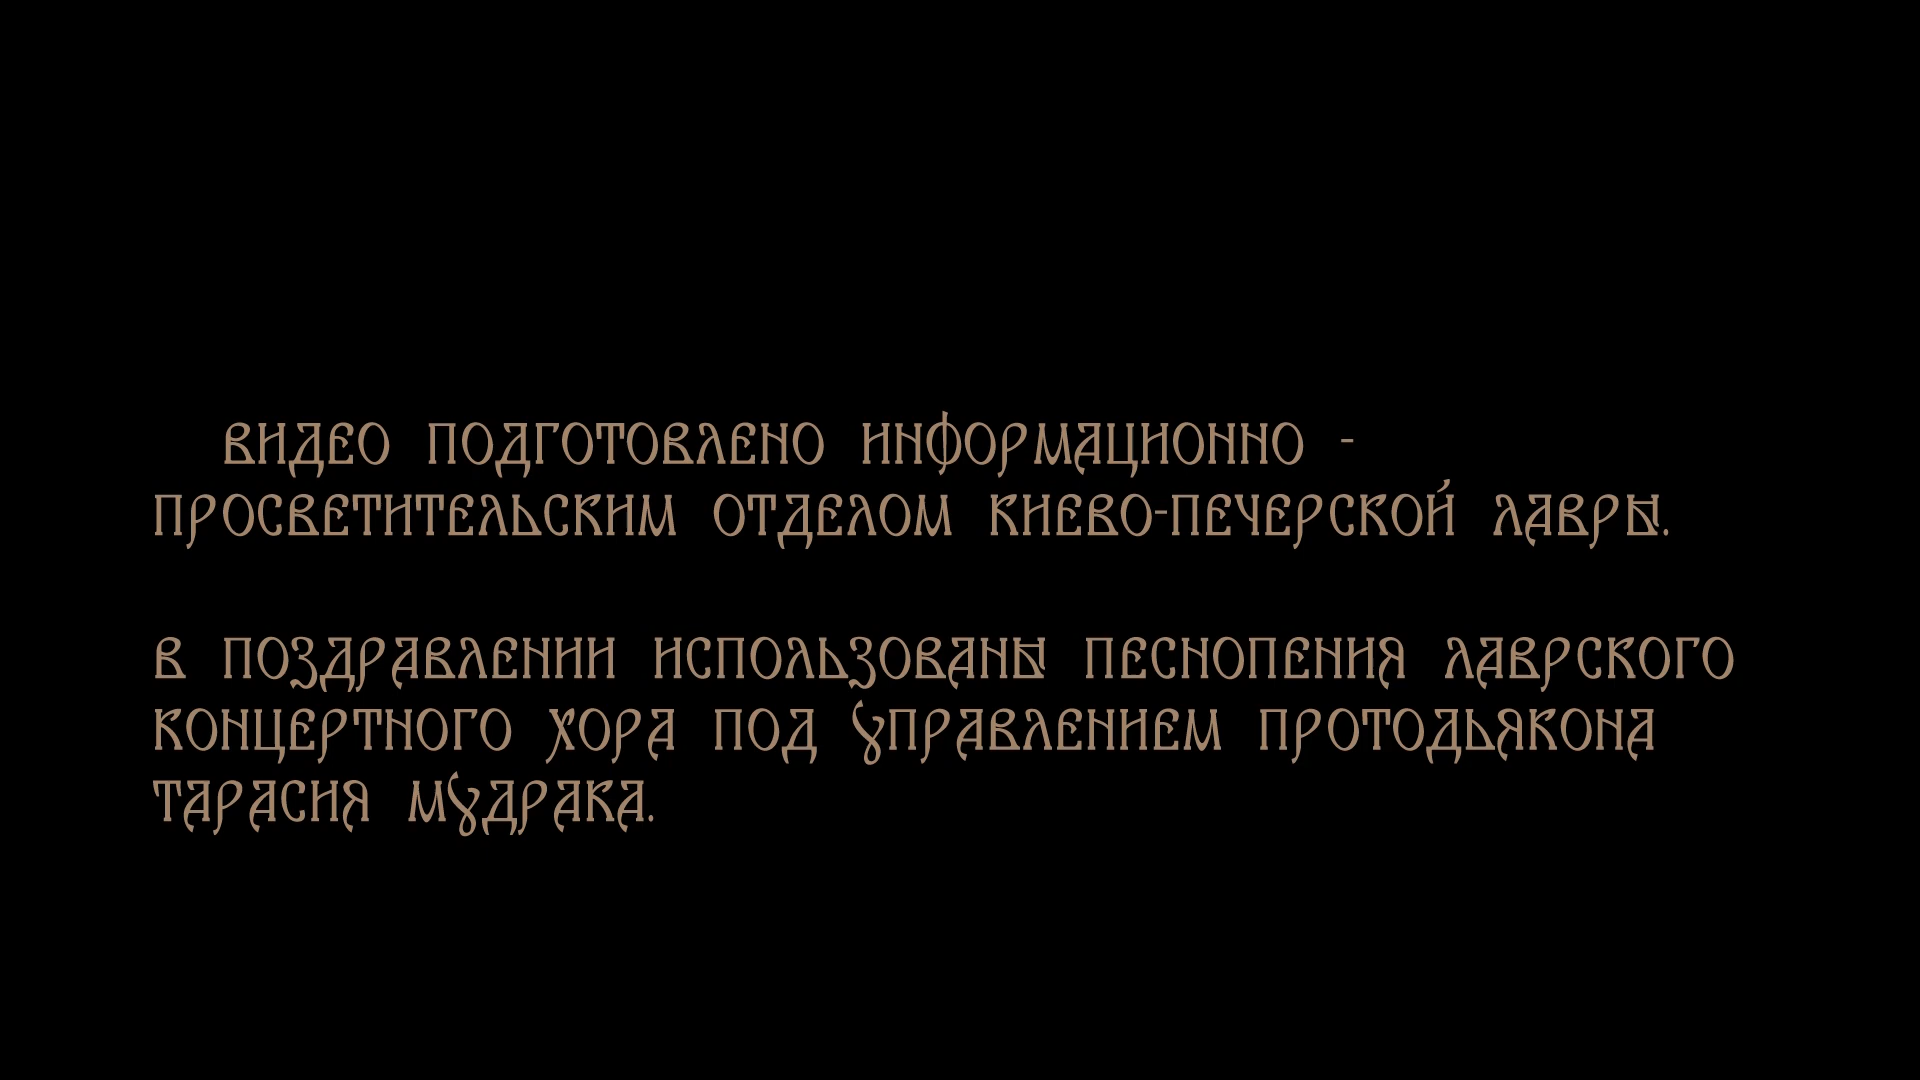 ВИДЕО ПОДГОТОВЛЕНО ИНФОРМАЦИОННО -
ПРОСВЕТИТЕЛЬСКИМ ОТДЕЛОМ КИЕВО-ПЕЧЕРСКОЙ ЛАВРЫ.
В ПОЗДРАВЛЕНИИ ИСПОЛЬЗОВАНЫ ПЕСНОПЕНИЯ ЛАВРСКОГО
КОНЦЕРТНОГО ХОРА ПОД УПРАВЛЕНИЕМ ПРОТОДЬЯКОНА
ТАРАСИЯ МУДРАКА.